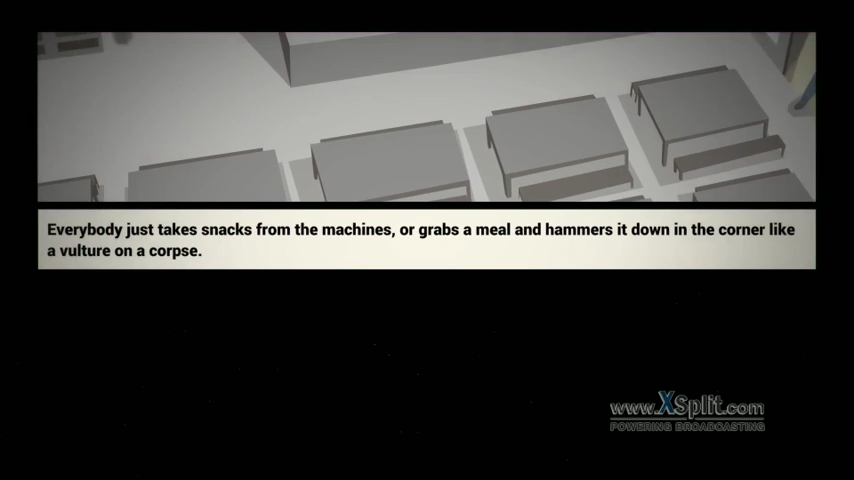 Everybody just takes snacks from the machines, or grabs a meal and hammers it down in the corner like
a vulture on a corpse.
www.XSplit.com
POWERING BROADCASTING